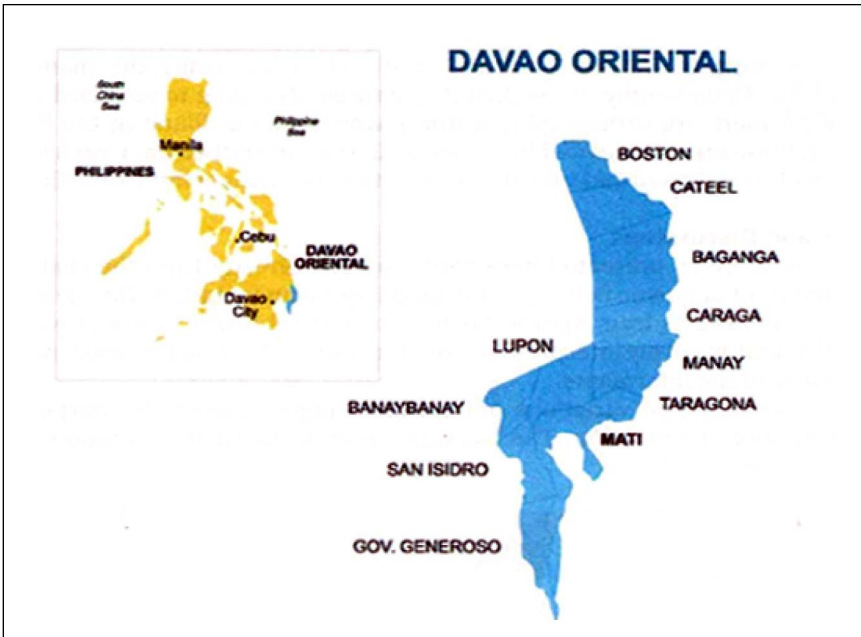 DAVAO ORIENTAL
South
China
Sea
Philippine
Sea
Manila
PHILIPPINES
Cebu
DAVAO
ORIENTAL
Davao
City
BOSTON
CATEEL
BAGANGA
CARAGA
LUPON
MANAY
TARAGONA
BANAYBANAY
MATI
SAN ISIDRO
GOV. GENEROSO